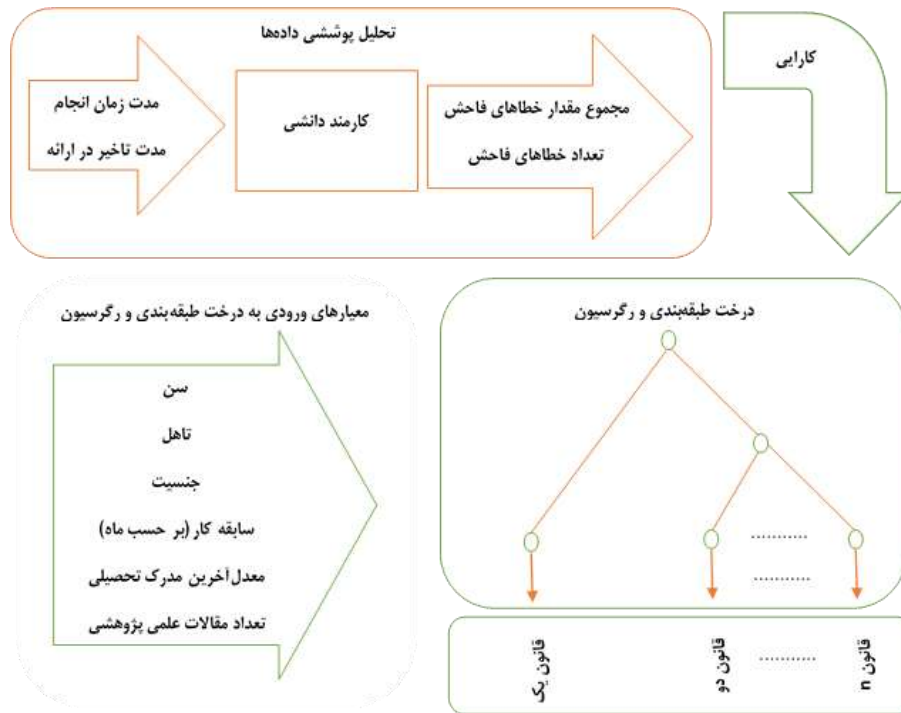 تحلیل پوششی داده‌ها
مدت زمان انجام
مدت تاخیر در ارائه
کارمند دانشی
مجموع مقدار خطاهای فاحش
تعداد خطاهای فاحش
کارایی
معیارهای ورودی به درخت طبقه‌بندی و رگرسیون
سن
تاهل
جنسیت
سابقه کار (بر حسب ماه)
معدل آخرین مدرک تحصیلی
تعداد مقالات علمی پژوهشی
درخت طبقه‌بندی و رگرسیون
...........
...........
قانون یک
قانون دو
...........
قانون n